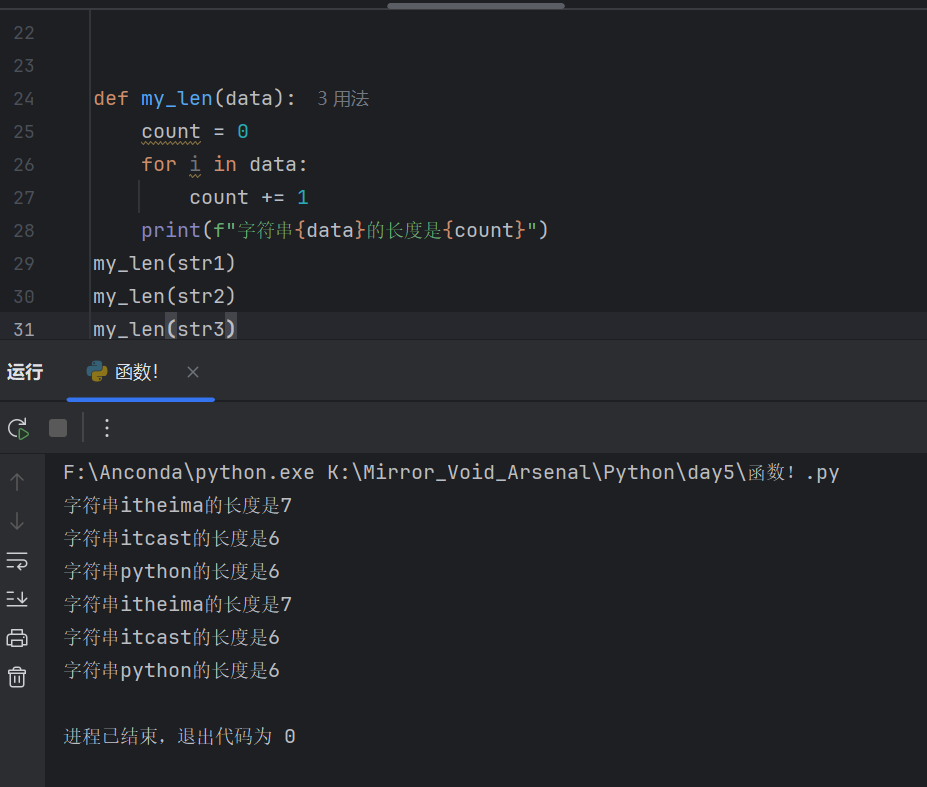 22
23
24 def my_len(data): 3 用法
25 count = 0
26 for i in data:
27 count += 1
28 print(f"字符串{data}的长度是{count}")
29 my_len(str1)
30 my_len(str2)
31 my_len(str3)
运行 函数!
F:\Anconda\python.exe K:\Mirror_Void_Arsenal\Python\day5\函数!.py
字符串itheima的长度是7
字符串itcast的长度是6
字符串python的长度是6
字符串itheima的长度是7
字符串itcast的长度是6
字符串python的长度是6
进程已结束，退出代码为 0